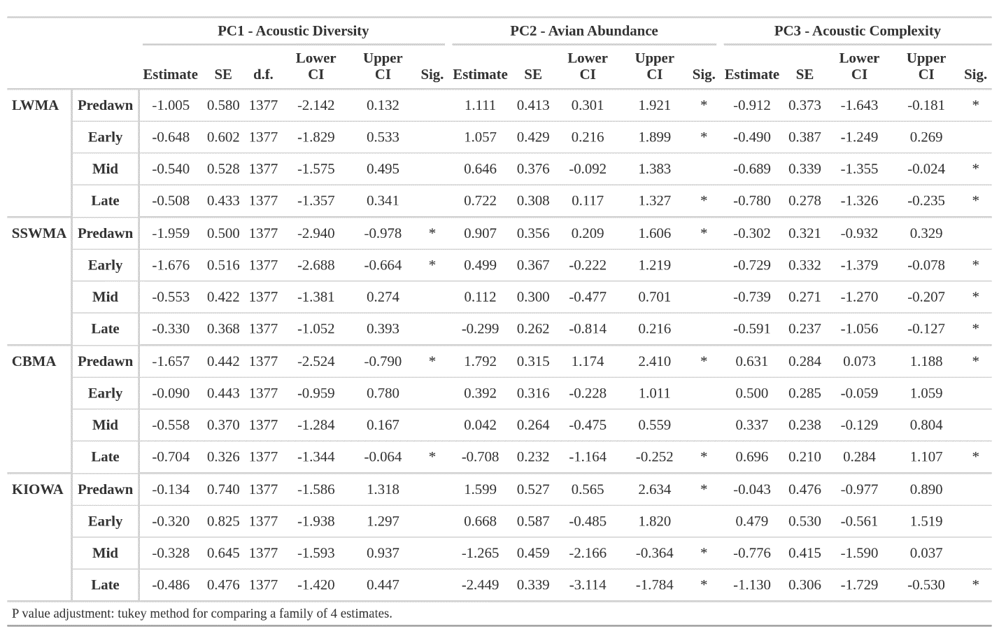 PC1 - Acoustic Diversity PC2 - Avian Abundance PC3 - Acoustic Complexity
Estimate SE d.f. Lower CI Upper CI Sig. Estimate SE Lower CI Upper CI Sig. Estimate SE Lower CI Upper CI Sig.
LWMA Predawn -1.005 0.580 1377 -2.142 0.132 1.111 0.413 0.301 1.921 * -0.912 0.373 -1.643 -0.181 *
Early -0.648 0.602 1377 -1.829 0.533 1.057 0.429 0.216 1.899 * -0.490 0.387 -1.249 0.269
Mid -0.540 0.528 1377 -1.575 0.495 0.646 0.376 -0.092 1.383 -0.689 0.339 -1.355 -0.024 *
Late -0.508 0.433 1377 -1.357 0.341 0.722 0.308 0.117 1.327 * -0.780 0.278 -1.326 -0.235 *
SSWMA Predawn -1.959 0.500 1377 -2.940 -0.978 * 0.907 0.356 0.209 1.606 * -0.302 0.321 -0.932 0.329
Early -1.676 0.516 1377 -2.688 -0.664 * 0.499 0.367 -0.222 1.219 -0.729 0.332 -1.379 -0.078 *
Mid -0.553 0.422 1377 -1.381 0.274 0.112 0.300 -0.477 0.701 -0.739 0.271 -1.270 -0.207 *
Late -0.330 0.368 1377 -1.052 0.393 -0.299 0.262 -0.814 0.216 -0.591 0.237 -1.056 -0.127 *
CBMA Predawn -1.657 0.442 1377 -2.524 -0.790 * 1.792 0.315 1.174 2.410 * 0.631 0.284 0.073 1.188 *
Early -0.090 0.443 1377 -0.959 0.780 0.392 0.316 -0.228 1.011 0.500 0.285 -0.059 1.059
Mid -0.558 0.370 1377 -1.284 0.167 0.042 0.264 -0.475 0.559 0.337 0.238 -0.129 0.804
Late -0.704 0.326 1377 -1.344 -0.064 * -0.708 0.232 -1.164 -0.252 * 0.696 0.210 0.284 1.107 *
KIOWA Predawn -0.134 0.740 1377 -1.586 1.318 1.599 0.527 0.565 2.634 * -0.043 0.476 -0.977 0.890
Early -0.320 0.825 1377 -1.938 1.297 0.668 0.587 -0.485 1.820 0.479 0.530 -0.561 1.519
Mid -0.328 0.645 1377 -1.593 0.937 -1.265 0.459 -2.166 -0.364 * -0.776 0.415 -1.590 0.037
Late -0.486 0.476 1377 -1.420 0.447 -2.449 0.339 -3.114 -1.784 * -1.130 0.306 -1.729 -0.530 *
P value adjustment: tukey method for comparing a family of 4 estimates.